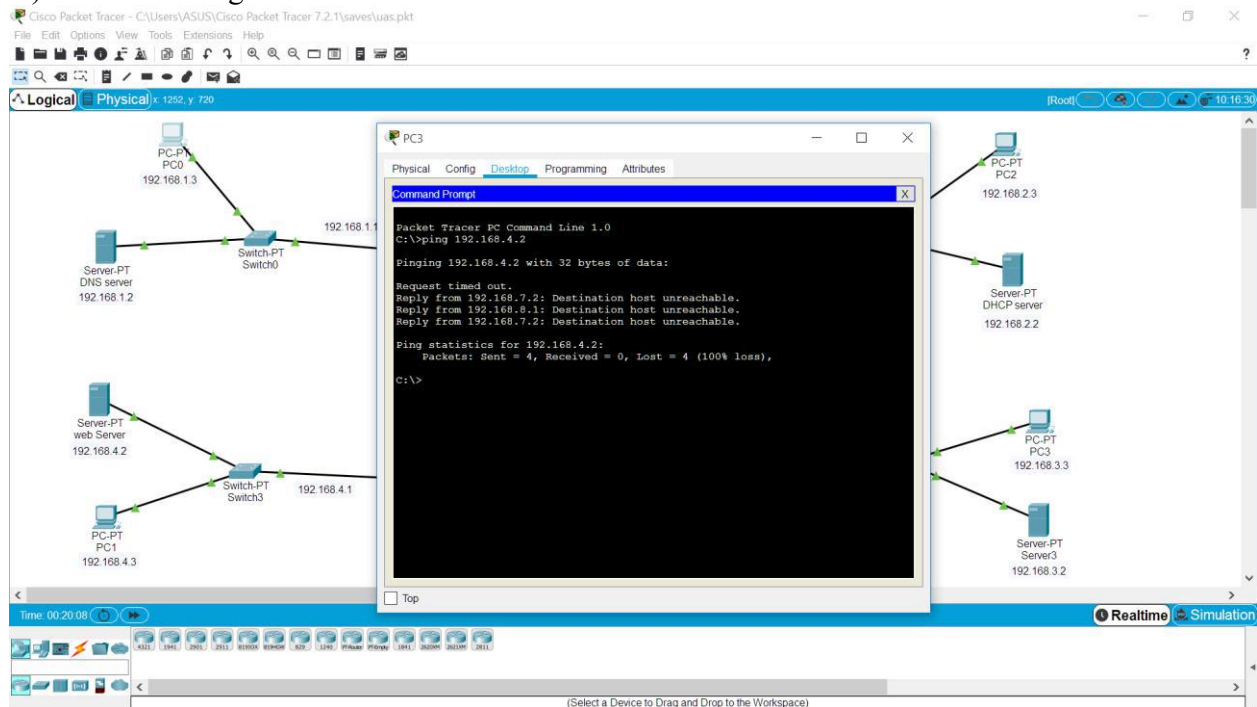 Cisco Packet Tracer - C:\Users\ASUS\Cisco Packet Tracer 7.2.1\saves\uas.pkt
File Edit Options View Tools Extensions Help
?
Logical Physical x: 1252, y: 720
[Root] 10:16:30
PC-PT
PC0
192.168.1.3
Server-PT
DNS server
192.168.1.2
Switch-PT
Switch0
192.168.1.1
Server-PT
web Server
192.168.4.2
Switch-PT
Switch3
192.168.4.1
PC-PT
PC1
192.168.4.3
PC3
Physical Config Desktop Programming Attributes
Command Prompt X
Packet Tracer PC Command Line 1.0
C:\>ping 192.168.4.2
Pinging 192.168.4.2 with 32 bytes of data:
Request timed out.
Reply from 192.168.7.2: Destination host unreachable.
Reply from 192.168.8.1: Destination host unreachable.
Reply from 192.168.7.2: Destination host unreachable.
Ping statistics for 192.168.4.2:
Packets: Sent = 4, Received = 0, Lost = 4 (100% loss),
C:\>
Top
PC-PT
PC2
192.168.2.3
Server-PT
DHCP server
192.168.2.2
PC-PT
PC3
192.168.3.3
Server-PT
Server3
192.168.3.2
Time: 00:20:08
Realtime Simulation
4321 1941 2901 2911 819IOX 819HGW 829 1240 PT-Router PT-Empty 1841 2620XM 2621XM 2811
(Select a Device to Drag and Drop to the Workspace)